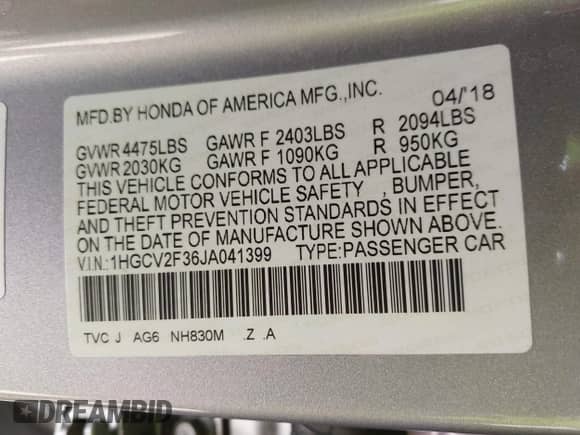 MFD.BY HONDA OF AMERICA MFG.,INC. 04/'18
GVWR 4475LBS GAWR F 2403LBS R 2094LBS
GVWR 2030KG GAWR F 1090KG R 950KG
THIS VEHICLE CONFORMS TO ALL APPLICABLE
FEDERAL MOTOR VEHICLE SAFETY , BUMPER,
AND THEFT PREVENTION STANDARDS IN EFFECT
ON THE DATE OF MANUFACTURE SHOWN ABOVE.
V.I.N.:1HGCV2F36JA041399 TYPE:PASSENGER CAR
TVC J AG6 NH830M .Z .A
DREAMBID